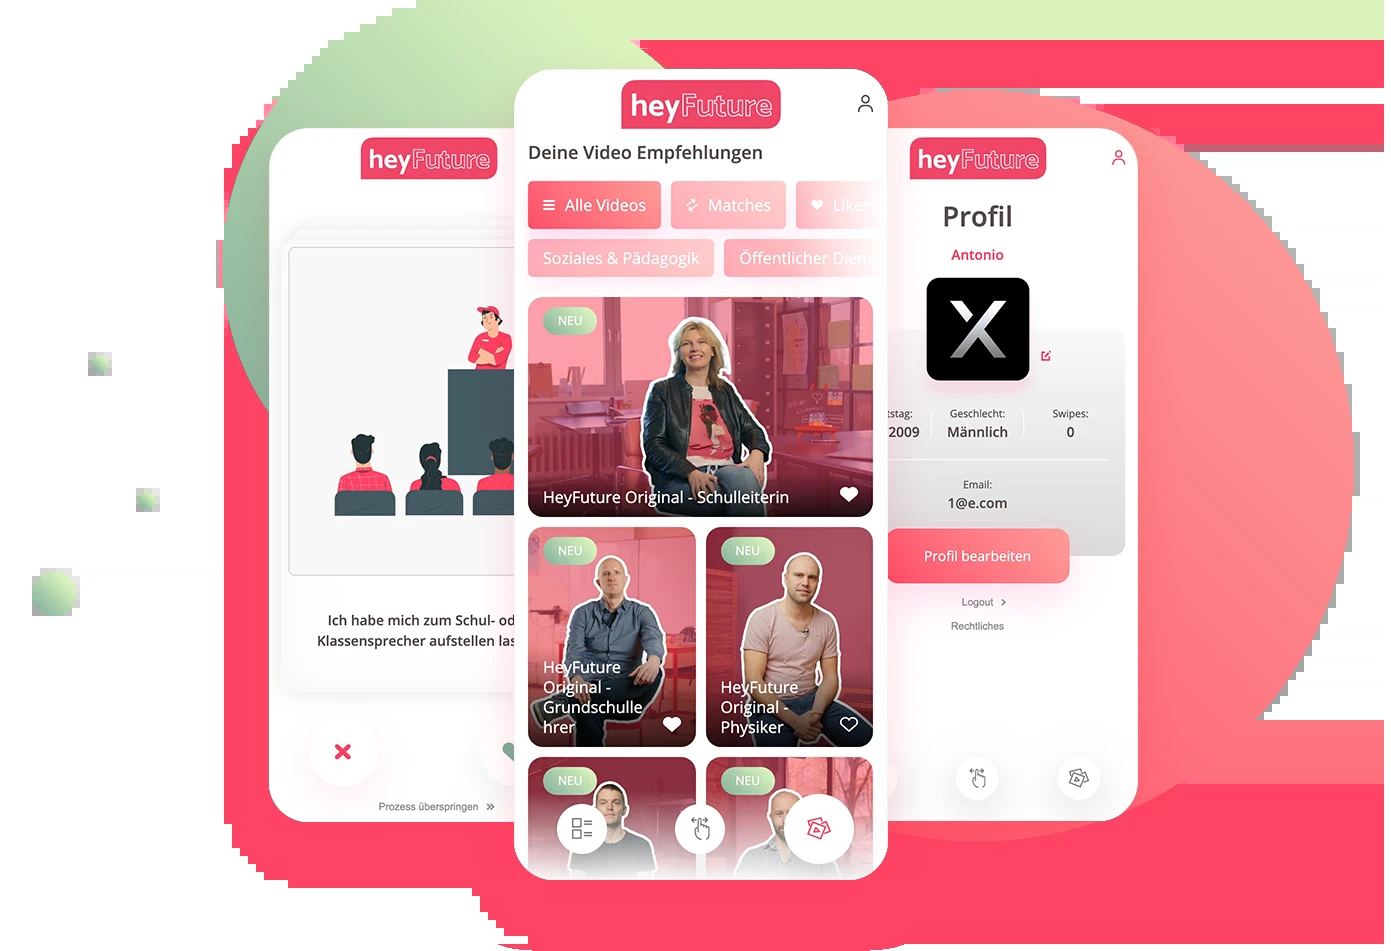 heyFuture
Ich habe mich zum Schul- od
Klassensprecher aufstellen las
Prozess überspringen
heyFuture
Deine Video Empfehlungen
Alle Videos
Matches
Likes
Soziales & Pädagogik
Öffentlicher Diens
NEU
HeyFuture Original - Schulleiterin
NEU
HeyFuture
Original -
Grundschulle
hrer
NEU
HeyFuture
Original -
Physiker
NEU
NEU
heyFuture
Profil
Antonio
X
tstag:
2009
Geschlecht:
Männlich
Swipes:
0
Email:
1@e.com
Profil bearbeiten
Logout
Rechtliches